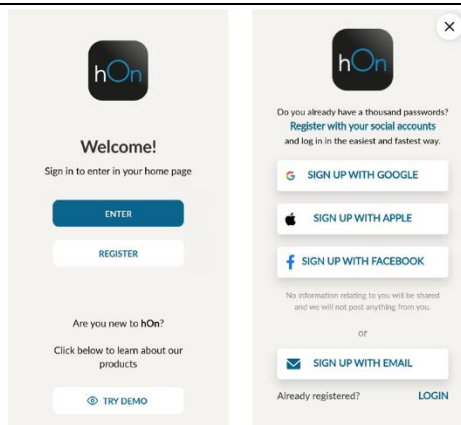 hOn
Welcome!
Sign in to enter in your home page
ENTER
REGISTER
Are you new to hOn?
Click below to learn about our
products
TRY DEMO
hOn
Do you already have a thousand passwords?
Register with your social accounts
and log in in the easiest and fastest way.
SIGN UP WITH GOOGLE
SIGN UP WITH APPLE
SIGN UP WITH FACEBOOK
No information relating to you will be shared
and we will not post anything from you.
or
SIGN UP WITH EMAIL
Already registered? LOGIN